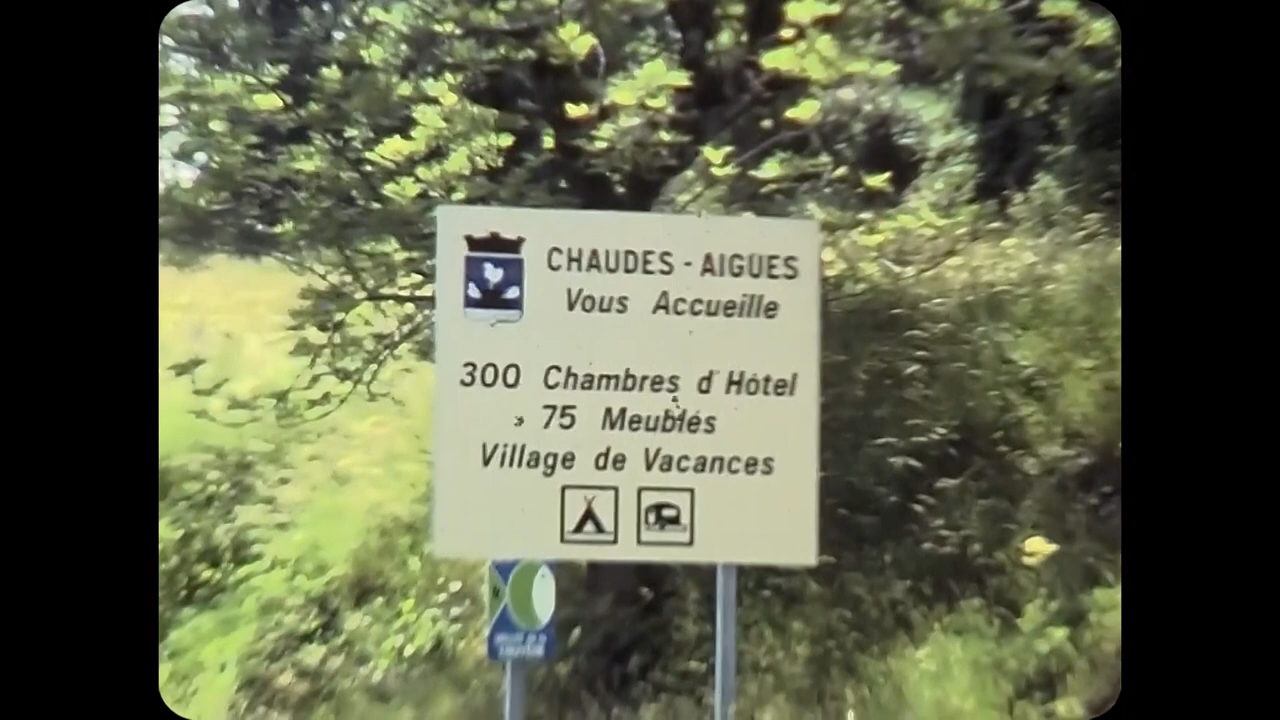 CHAUDES - AIGUES
Vous Accueille
300 Chambres d'Hôtel
75 Meublés
Village de Vacances